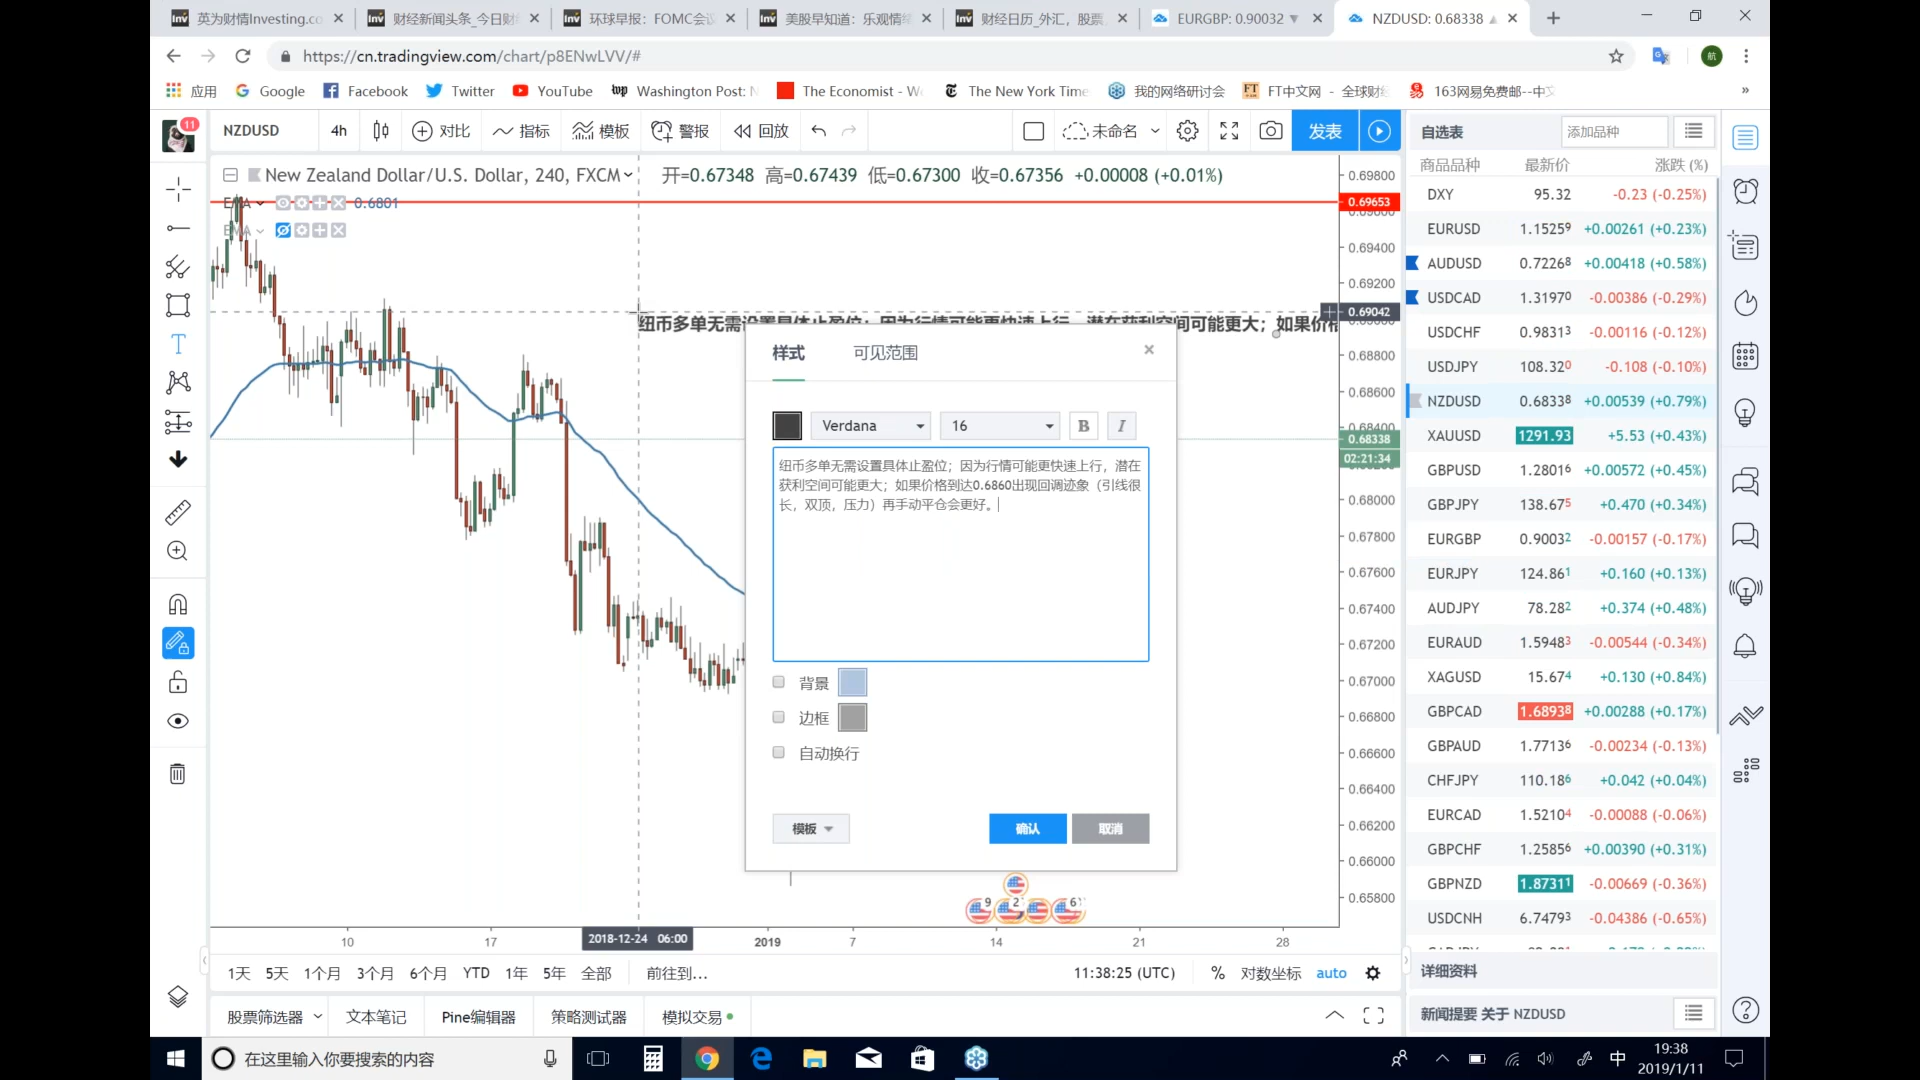 英为财情Investing.co
财经新闻头条_今日财
环球早报：FOMC会议
美股早知道：乐观情绪
财经日历_外汇，股票
EURGBP: 0.90032 ▼
NZDUSD: 0.68338 ▲
https://cn.tradingview.com/chart/p8ENwLVV/#
航
应用
Google
Facebook
Twitter
YouTube
Washington Post: N
The Economist - W
The New York Time
我的网络研讨会
FT中文网 - 全球财经
163网易免费邮--中文
»
11
NZDUSD
4h
对比
指标
模板
警报
回放
未命名
发表
自选表
添加品种
New Zealand Dollar/U.S. Dollar, 240, FXCM
开=0.67348 高=0.67439 低=0.67300 收=0.67356 +0.00008 (+0.01%)
EMA
0.6801
EMA
纽币多单无需设置具体止盈位；因为行情可能更快速上行，潜在获利空间可能更大；如果价格
样式
可见范围
Verdana
16
B
I
纽币多单无需设置具体止盈位；因为行情可能更快速上行，潜在
获利空间可能更大；如果价格到达0.6860出现回调迹象（引线很
长，双顶，压力）再手动平仓会更好。
背景
边框
自动换行
模板
确认
取消
0.69800
0.69653
0.69400
0.69200
0.69042
0.68800
0.68600
0.68400
0.68338
02:21:34
0.68000
0.67800
0.67600
0.67400
0.67200
0.67000
0.66800
0.66600
0.66400
0.66200
0.66000
0.65800
9
2
6
10
17
2018-12-24 06:00
2019
7
14
21
28
1天 5天 1个月 3个月 6个月 YTD 1年 5年 全部
前往到...
11:38:25 (UTC)
%
对数坐标
auto
股票筛选器
文本笔记
Pine编辑器
策略测试器
模拟交易
商品品种 最新价 涨跌 (%)
DXY 95.32 -0.23 (-0.25%)
EURUSD 1.15259 +0.00261 (+0.23%)
AUDUSD 0.72268 +0.00418 (+0.58%)
USDCAD 1.31970 -0.00386 (-0.29%)
USDCHF 0.98313 -0.00116 (-0.12%)
USDJPY 108.320 -0.108 (-0.10%)
NZDUSD 0.68338 +0.00539 (+0.79%)
XAUUSD 1291.93 +5.53 (+0.43%)
GBPUSD 1.28016 +0.00572 (+0.45%)
GBPJPY 138.675 +0.470 (+0.34%)
EURGBP 0.90032 -0.00157 (-0.17%)
EURJPY 124.861 +0.160 (+0.13%)
AUDJPY 78.282 +0.374 (+0.48%)
EURAUD 1.59483 -0.00544 (-0.34%)
XAGUSD 15.674 +0.130 (+0.84%)
GBPCAD 1.68938 +0.00288 (+0.17%)
GBPAUD 1.77136 -0.00234 (-0.13%)
CHFJPY 110.186 +0.042 (+0.04%)
EURCAD 1.52104 -0.00088 (-0.06%)
GBPCHF 1.25856 +0.00390 (+0.31%)
GBPNZD 1.87311 -0.00669 (-0.36%)
USDCNH 6.74793 -0.04386 (-0.65%)
详细资料
新闻提要 关于 NZDUSD
在这里输入你要搜索的内容
中
19:38
2019/1/11